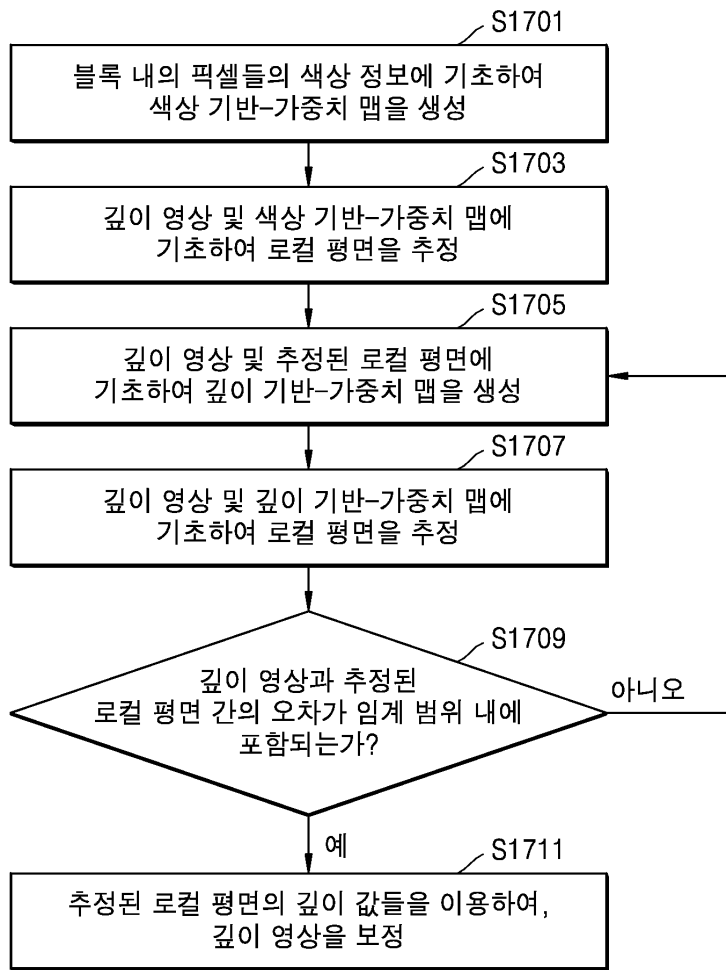 S1701
블록 내의 픽셀들의 색상 정보에 기초하여
색상 기반–가중치 맵을 생성
S1703
깊이 영상 및 색상 기반–가중치 맵에
기초하여 로컬 평면을 추정
S1705
깊이 영상 및 추정된 로컬 평면에
기초하여 깊이 기반–가중치 맵을 생성
S1707
깊이 영상 및 깊이 기반–가중치 맵에
기초하여 로컬 평면을 추정
S1709
깊이 영상과 추정된
로컬 평면 간의 오차가 임계 범위 내에
포함되는가?
아니오
예
S1711
추정된 로컬 평면의 깊이 값들을 이용하여,
깊이 영상을 보정